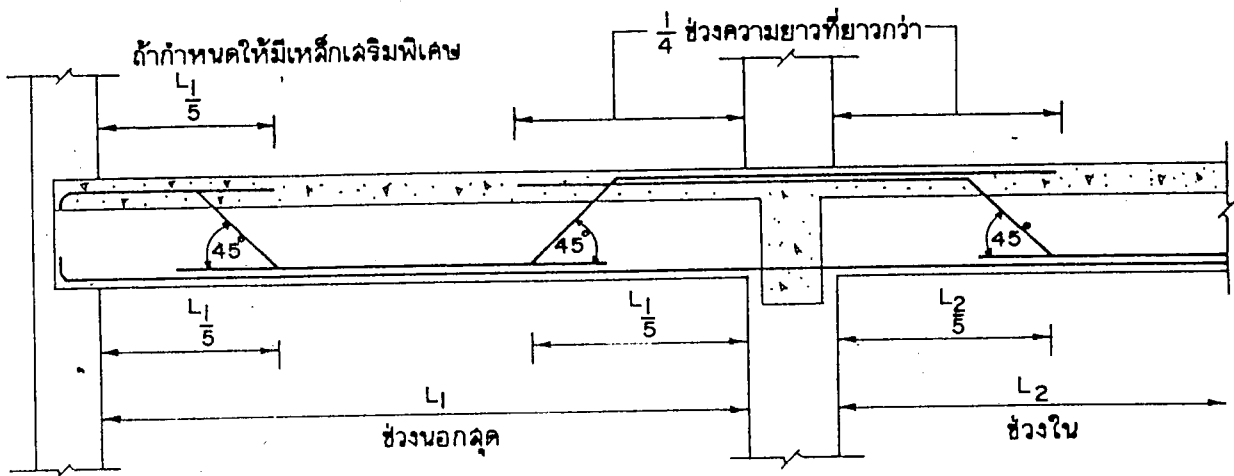 1/4 ช่วงความยาวที่ยาวกว่า
ถ้ากำหนดให้มีเหล็กเสริมพิเศษ
L1/5
45°
45°
45°
L1/5
L1/5
L2/5
L1
L2
ช่วงนอกสุด
ช่วงใน